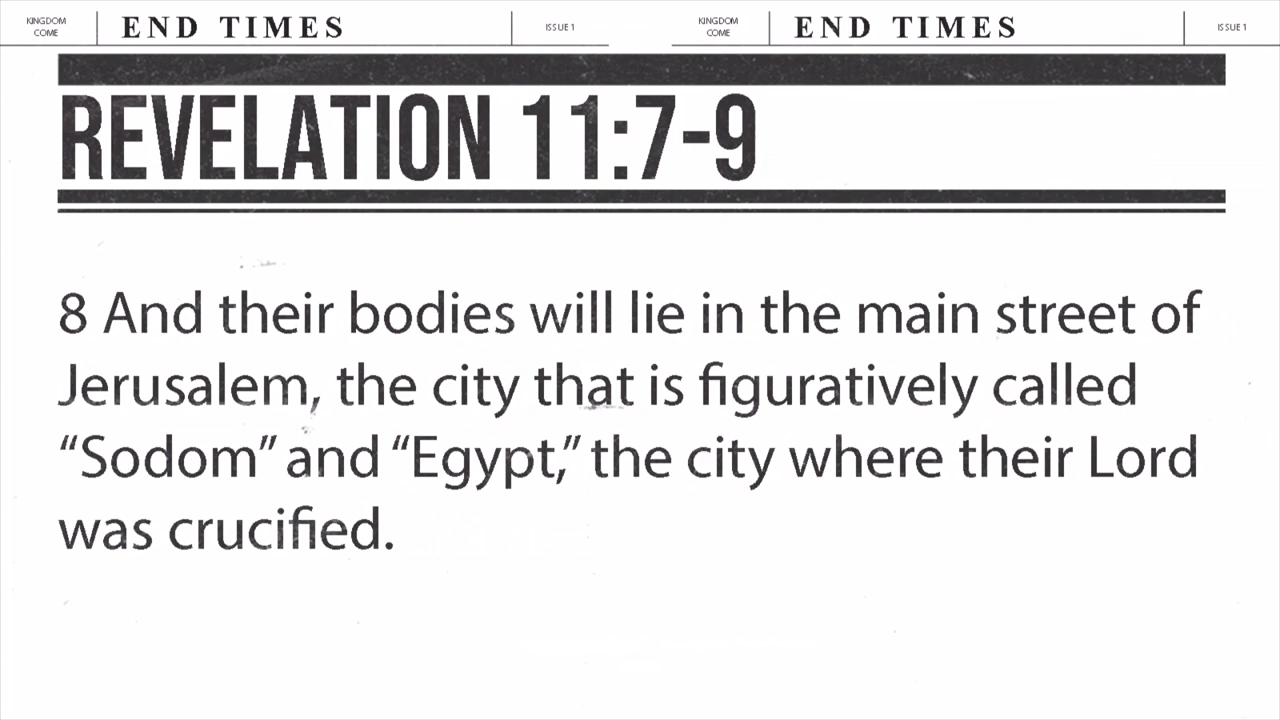 KINGDOM
COME
END TIMES
ISSUE 1
KINGDOM
COME
END TIMES
ISSUE 1
REVELATION 11:7-9
8 And their bodies will lie in the main street of
Jerusalem, the city that is figuratively called
“Sodom” and “Egypt,” the city where their Lord
was crucified.